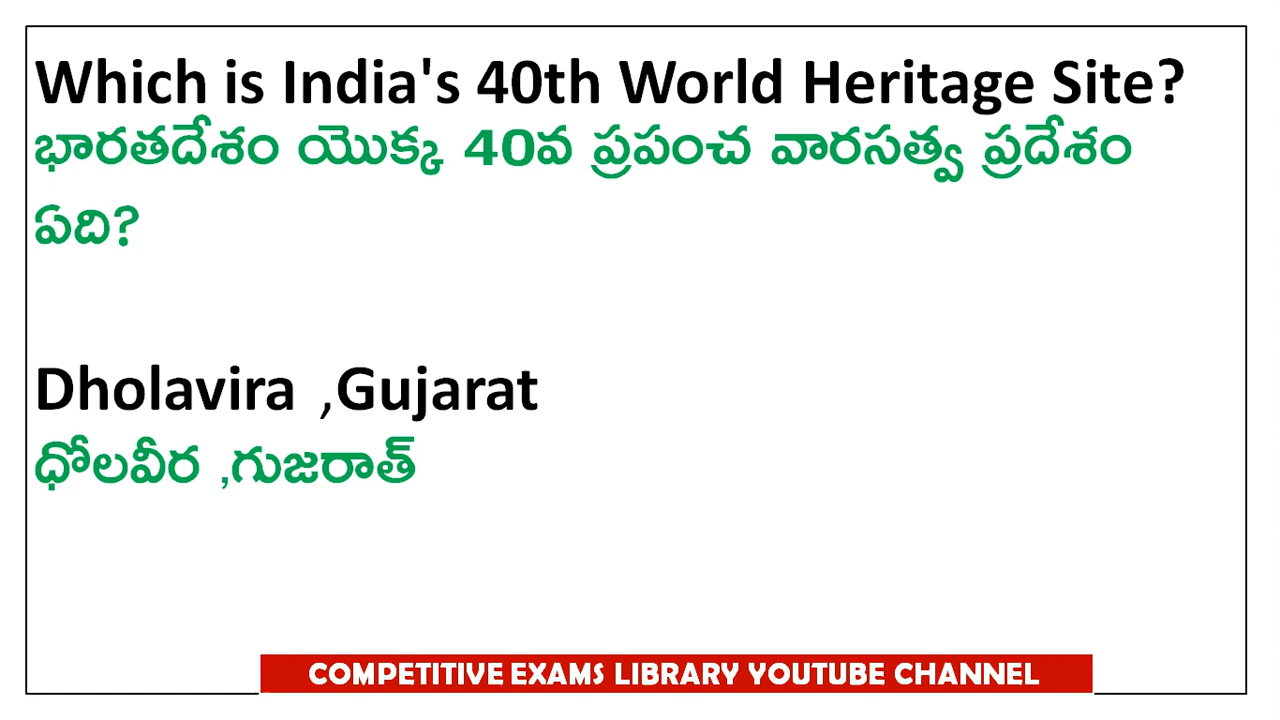 Which is India's 40th World Heritage Site?
భారతదేశం యొక్క 40వ ప్రపంచ వారసత్వ ప్రదేశం
ఏది?
Dholavira ,Gujarat
ధోలవీర ,గుజరాత్
COMPETITIVE EXAMS LIBRARY YOUTUBE CHANNEL